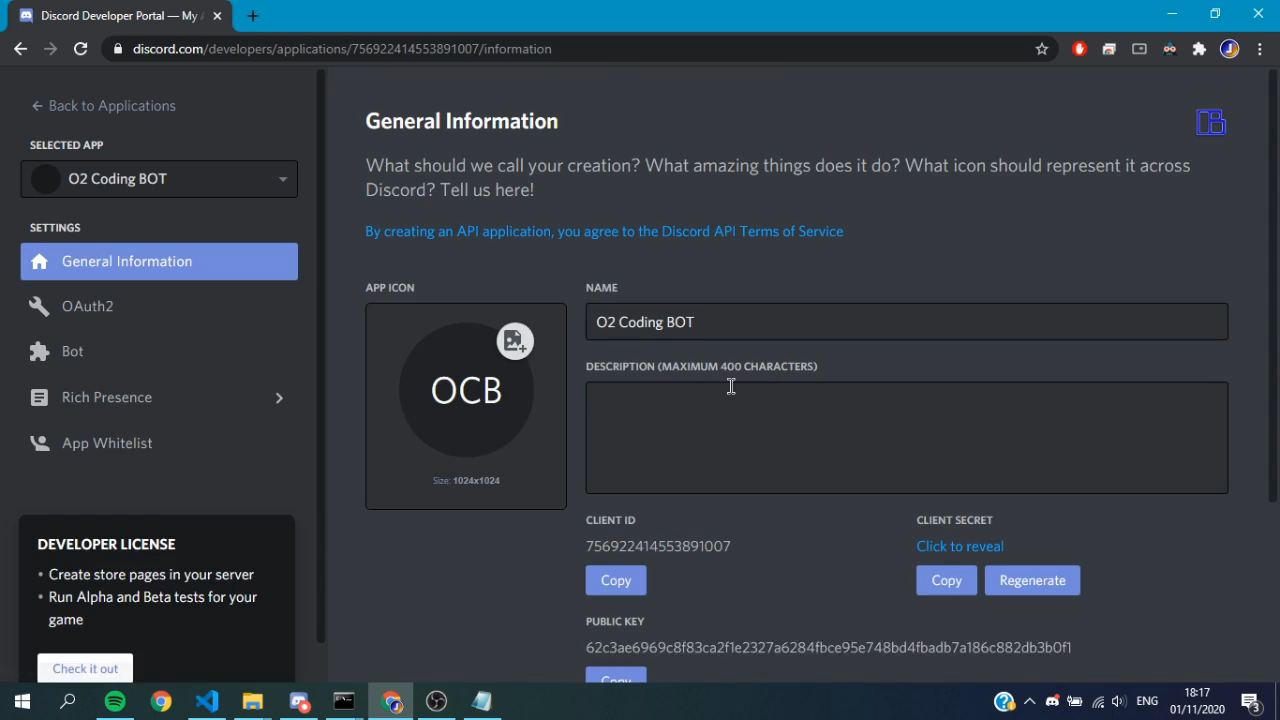 Discord Developer Portal — My A
discord.com/developers/applications/756922414553891007/information
Back to Applications
SELECTED APP
O2 Coding BOT
SETTINGS
General Information
OAuth2
Bot
Rich Presence
App Whitelist
DEVELOPER LICENSE
• Create store pages in your server
• Run Alpha and Beta tests for your
game
Check it out
General Information
What should we call your creation? What amazing things does it do? What icon should represent it across
Discord? Tell us here!
By creating an API application, you agree to the Discord API Terms of Service
APP ICON
OCB
Size: 1024x1024
NAME
O2 Coding BOT
DESCRIPTION (MAXIMUM 400 CHARACTERS)
CLIENT ID
756922414553891007
Copy
CLIENT SECRET
Click to reveal
Copy
Regenerate
PUBLIC KEY
62c3ae6969c8f83ca2f1e2327a6284fbce95e748bd4fbadb7a186c882db3b0f1
Copy
ENG
18:17
01/11/2020
3